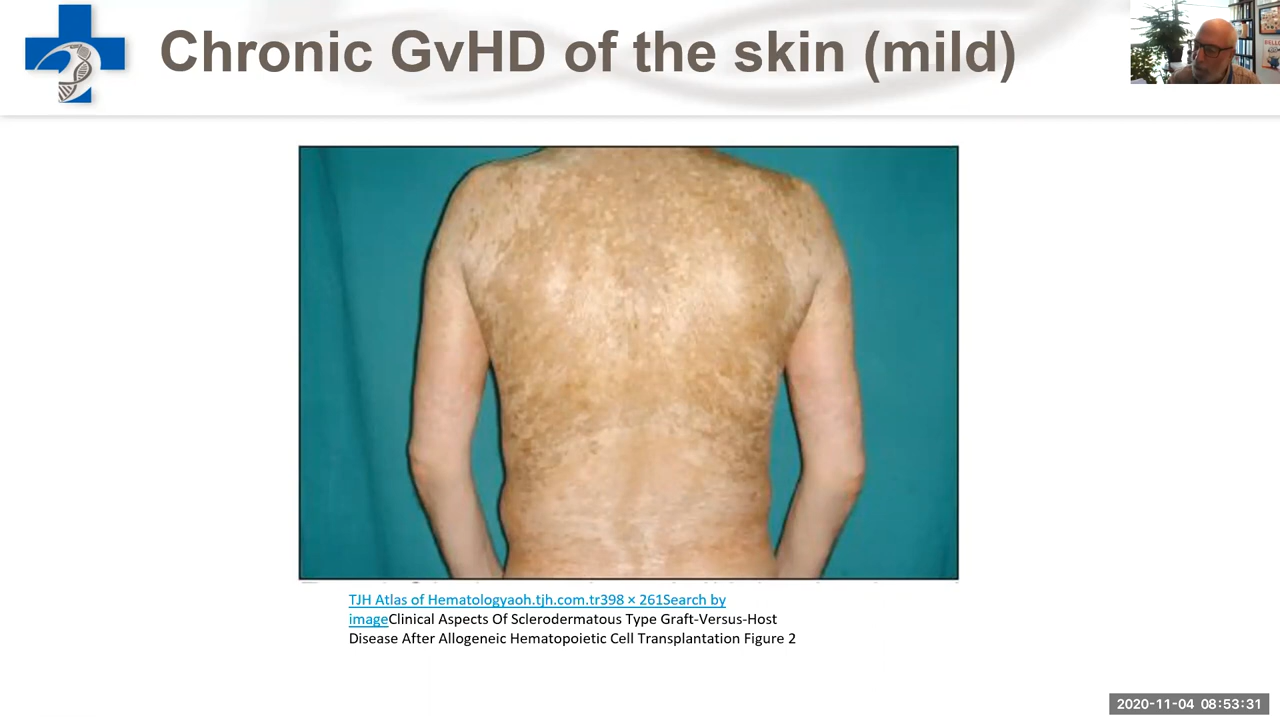 Chronic GvHD of the skin (mild)
TJH Atlas of Hematologyaoh.tjh.com.tr398 × 261Search by
imageClinical Aspects Of Sclerodermatous Type Graft-Versus-Host
Disease After Allogeneic Hematopoietic Cell Transplantation Figure 2
2020-11-04 08:53:31